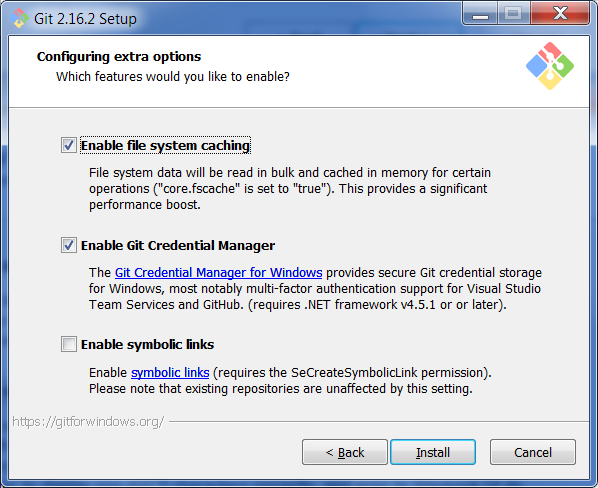 Git 2.16.2 Setup
Configuring extra options
Which features would you like to enable?
Enable file system caching
File system data will be read in bulk and cached in memory for certain
operations ("core.fscache" is set to "true"). This provides a significant
performance boost.
Enable Git Credential Manager
The Git Credential Manager for Windows provides secure Git credential storage
for Windows, most notably multi-factor authentication support for Visual Studio
Team Services and GitHub. (requires .NET framework v4.5.1 or or later).
Enable symbolic links
Enable symbolic links (requires the SeCreateSymbolicLink permission).
Please note that existing repositories are unaffected by this setting.
https://gitforwindows.org/
< Back Install Cancel